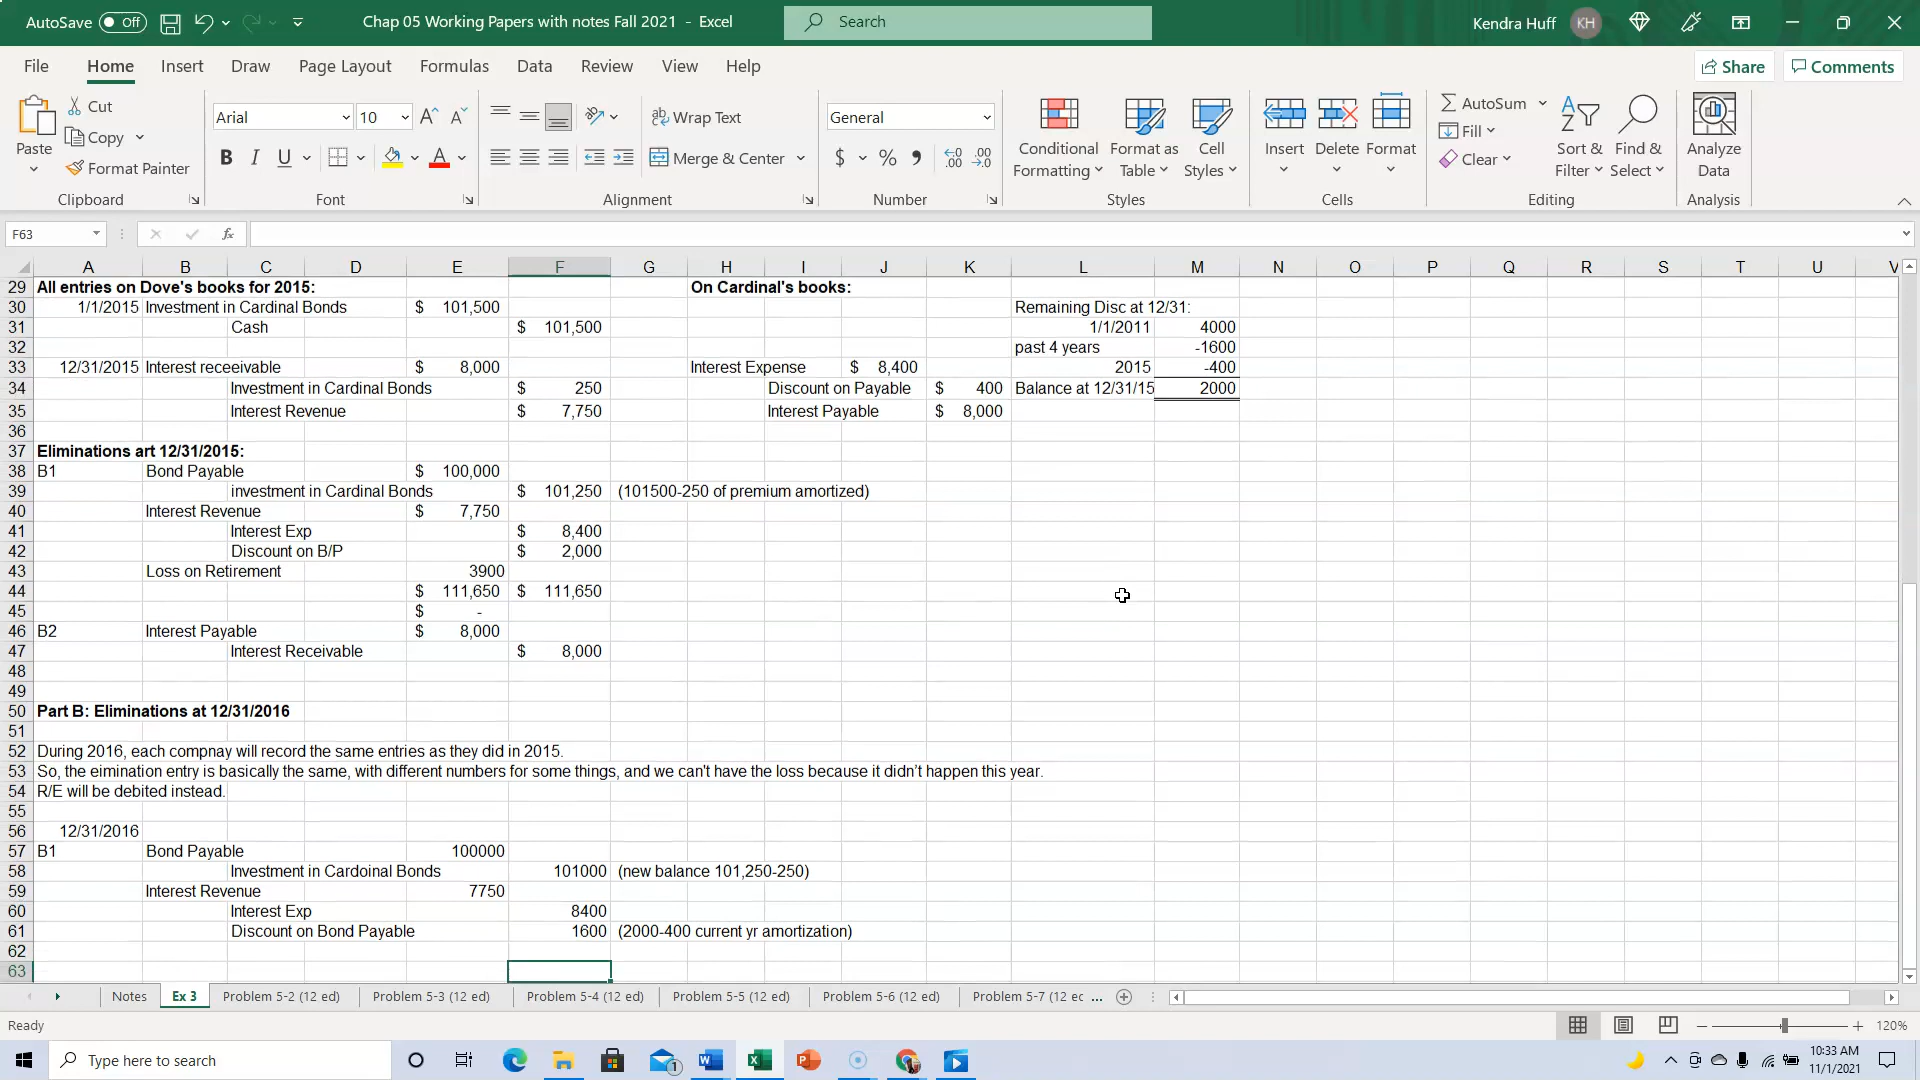 AutoSave Off Chap 05 Working Papers with notes Fall 2021 - Excel Search Kendra Huff KH
File Home Insert Draw Page Layout Formulas Data Review View Help Share Comments
Paste Cut Copy Format Painter Clipboard
Arial 10 A^ A˅ B I U A Font
Wrap Text Merge & Center Alignment
General $ % , Number
Conditional Formatting Format as Table Cell Styles Styles
Insert Delete Format Cells
AutoSum Fill Clear Sort & Filter Find & Select Editing
Analyze Data Analysis
F63 fx
A B C D E F G H I J K L M N O P Q R S T U V
29 All entries on Dove's books for 2015: On Cardinal's books:
30 1/1/2015 Investment in Cardinal Bonds $ 101,500 Remaining Disc at 12/31:
31 Cash $ 101,500 1/1/2011 4000
32 past 4 years -1600
33 12/31/2015 Interest receeivable $ 8,000 Interest Expense $ 8,400 2015 -400
34 Investment in Cardinal Bonds $ 250 Discount on Payable $ 400 Balance at 12/31/15 2000
35 Interest Revenue $ 7,750 Interest Payable $ 8,000
36
37 Eliminations art 12/31/2015:
38 B1 Bond Payable $ 100,000
39 investment in Cardinal Bonds $ 101,250 (101500-250 of premium amortized)
40 Interest Revenue $ 7,750
41 Interest Exp $ 8,400
42 Discount on B/P $ 2,000
43 Loss on Retirement 3900
44 $ 111,650 $ 111,650
45 $ -
46 B2 Interest Payable $ 8,000
47 Interest Receivable $ 8,000
48
49
50 Part B: Eliminations at 12/31/2016
51
52 During 2016, each compnay will record the same entries as they did in 2015.
53 So, the eimination entry is basically the same, with different numbers for some things, and we can't have the loss because it didn't happen this year.
54 R/E will be debited instead.
55
56 12/31/2016
57 B1 Bond Payable 100000
58 Investment in Cardoinal Bonds 101000 (new balance 101,250-250)
59 Interest Revenue 7750
60 Interest Exp 8400
61 Discount on Bond Payable 1600 (2000-400 current yr amortization)
62
63
Notes Ex 3 Problem 5-2 (12 ed) Problem 5-3 (12 ed) Problem 5-4 (12 ed) Problem 5-5 (12 ed) Problem 5-6 (12 ed) Problem 5-7 (12 ec ...
Ready 120%
Type here to search 1 10:33 AM
11/1/2021